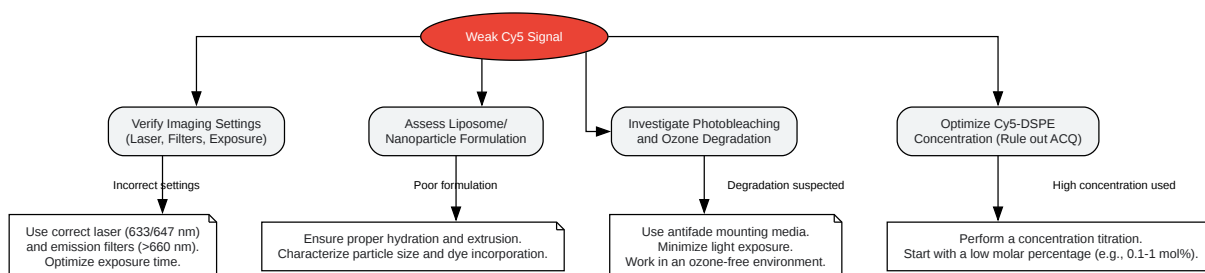 Weak Cy5 Signal
Verify Imaging Settings
(Laser, Filters, Exposure)
Assess Liposome/
Nanoparticle Formulation
Investigate Photobleaching
and Ozone Degradation
Optimize Cy5-DSPE
Concentration (Rule out ACQ)
Incorrect settings
Poor formulation
Degradation suspected
High concentration used
Use correct laser (633/647 nm)
and emission filters (>660 nm).
Optimize exposure time.
Ensure proper hydration and extrusion.
Characterize particle size and dye incorporation.
Use antifade mounting media.
Minimize light exposure.
Work in an ozone-free environment.
Perform a concentration titration.
Start with a low molar percentage (e.g., 0.1-1 mol%).